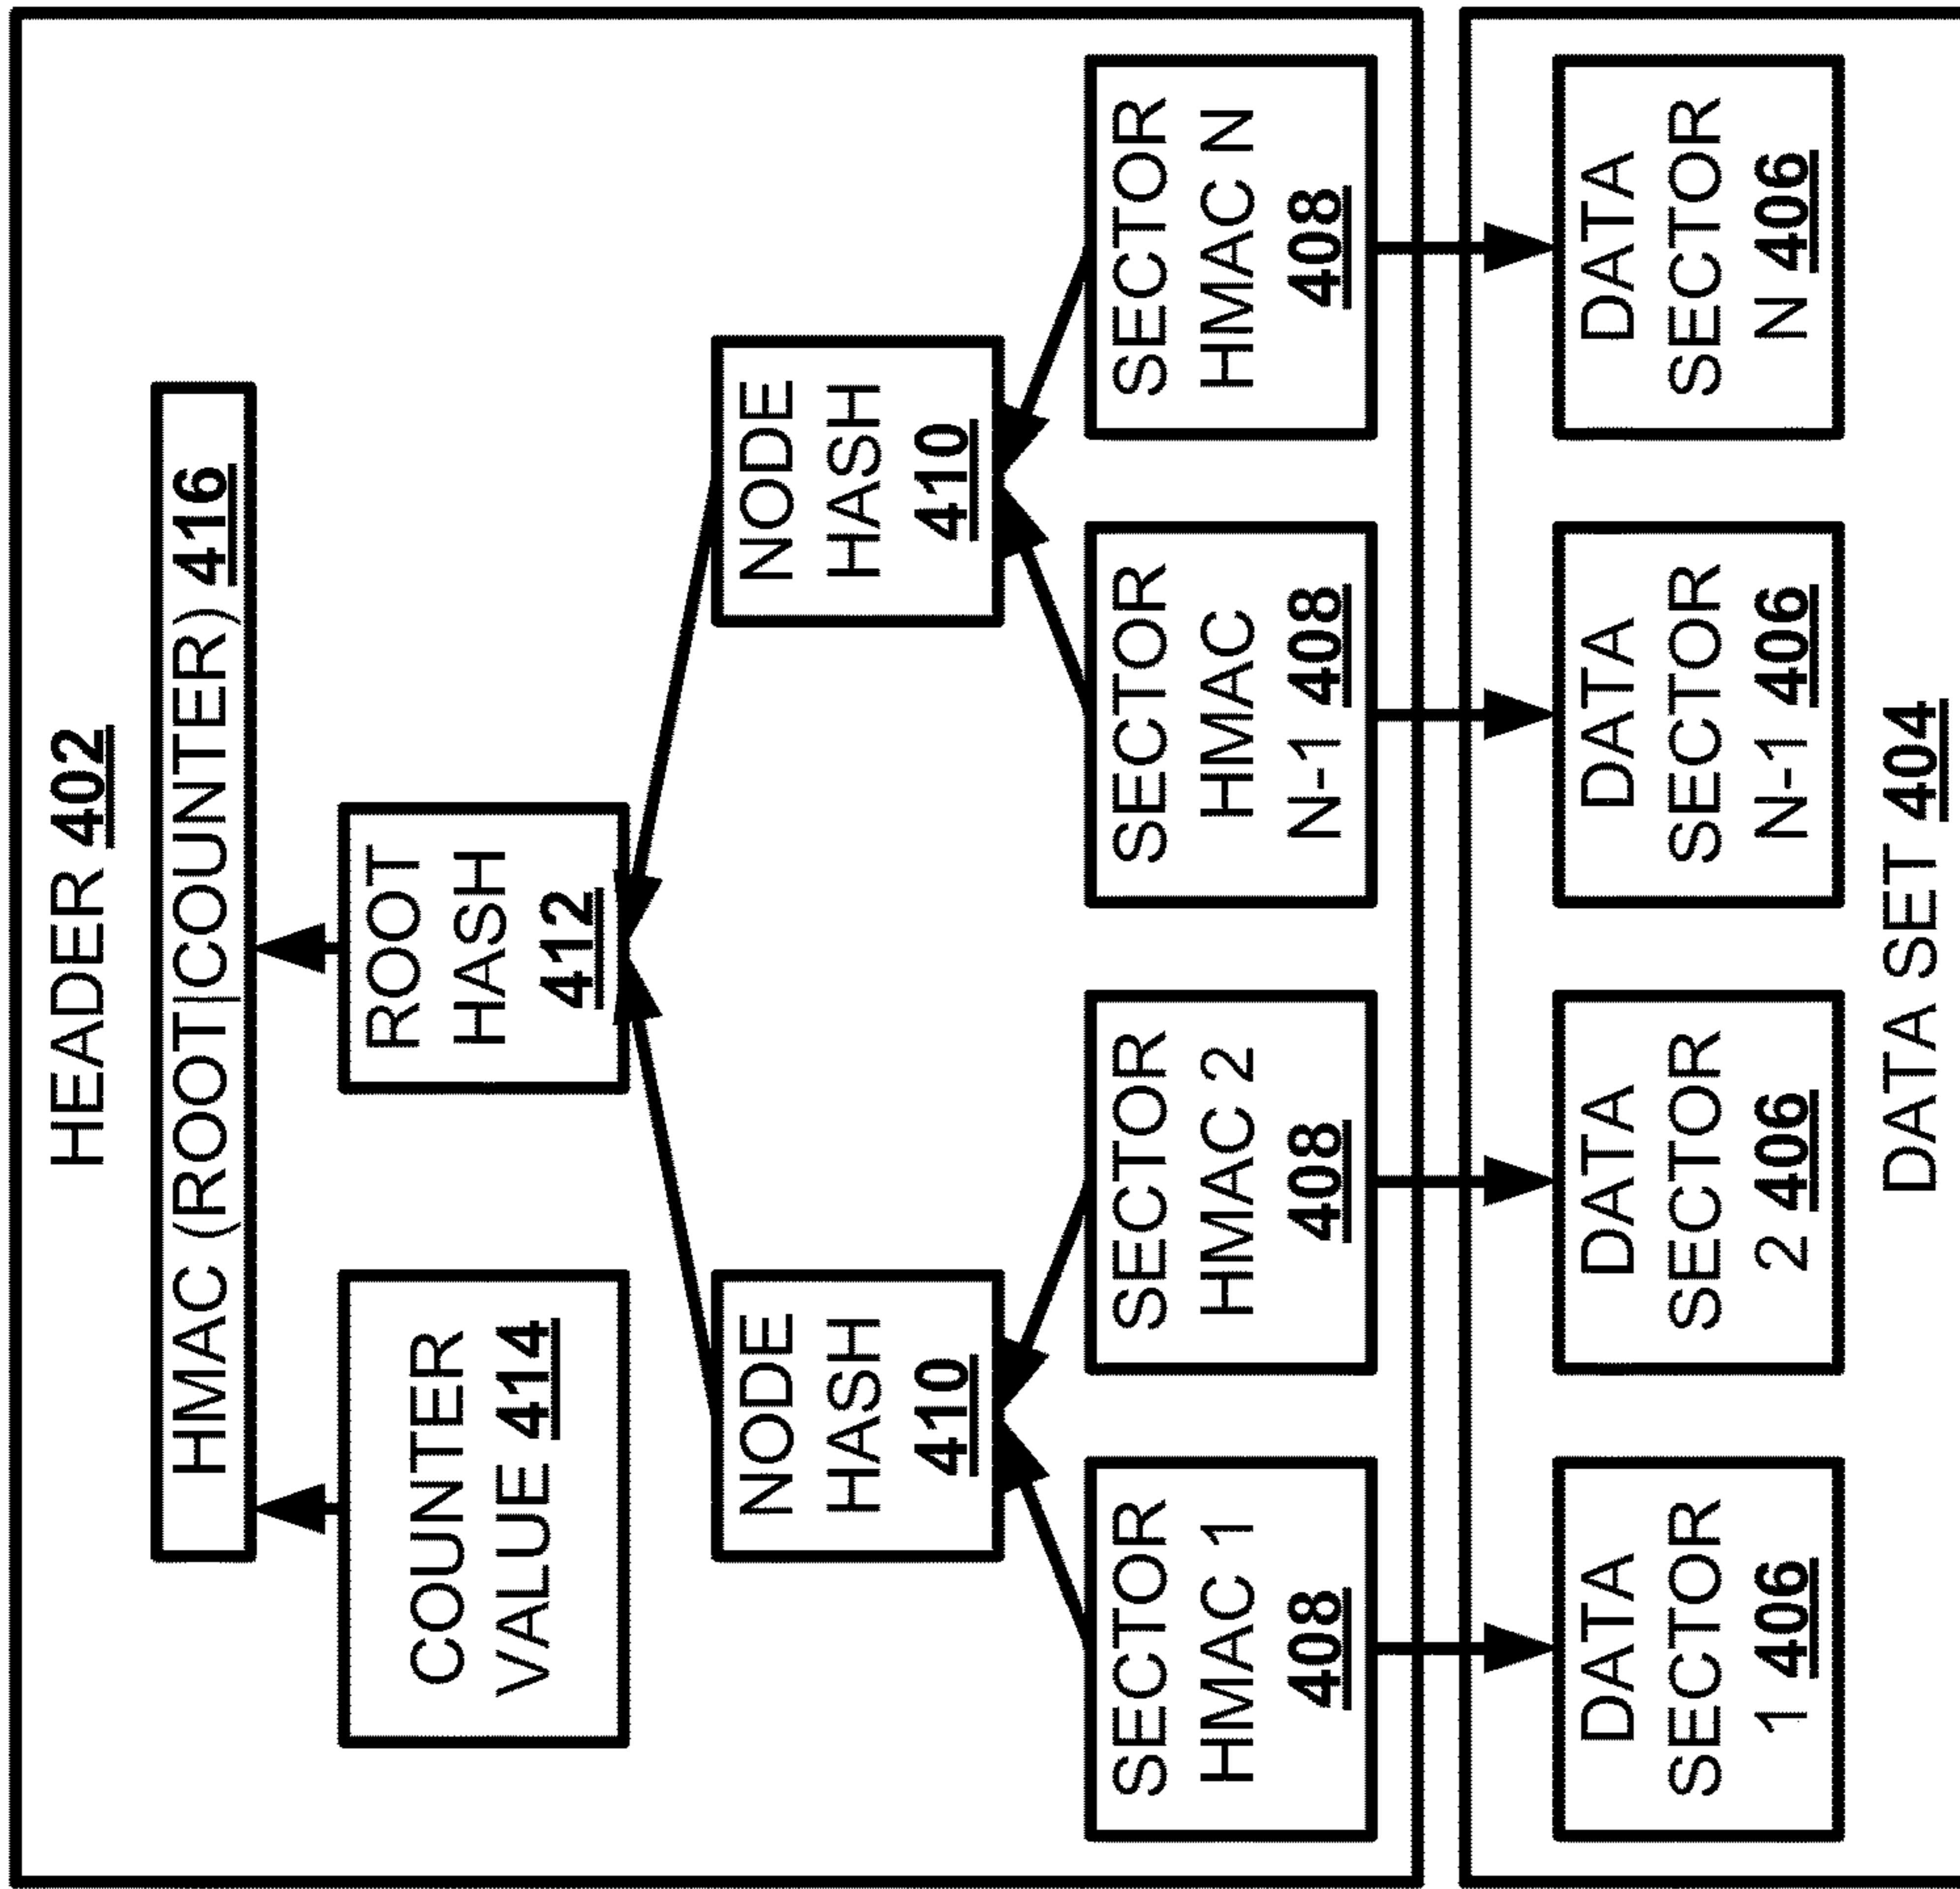 HEADER 402
HMAC (ROOT|COUNTER) 416
COUNTER
VALUE 414
ROOT
HASH
412
NODE
HASH
410
NODE
HASH
410
SECTOR
HMAC 1
408
SECTOR
HMAC 2
408
SECTOR
HMAC
N-1 408
SECTOR
HMAC N
408
DATA
SECTOR
1 406
DATA
SECTOR
2 406
DATA
SECTOR
N-1 406
DATA
SECTOR
N 406
DATA SET 404